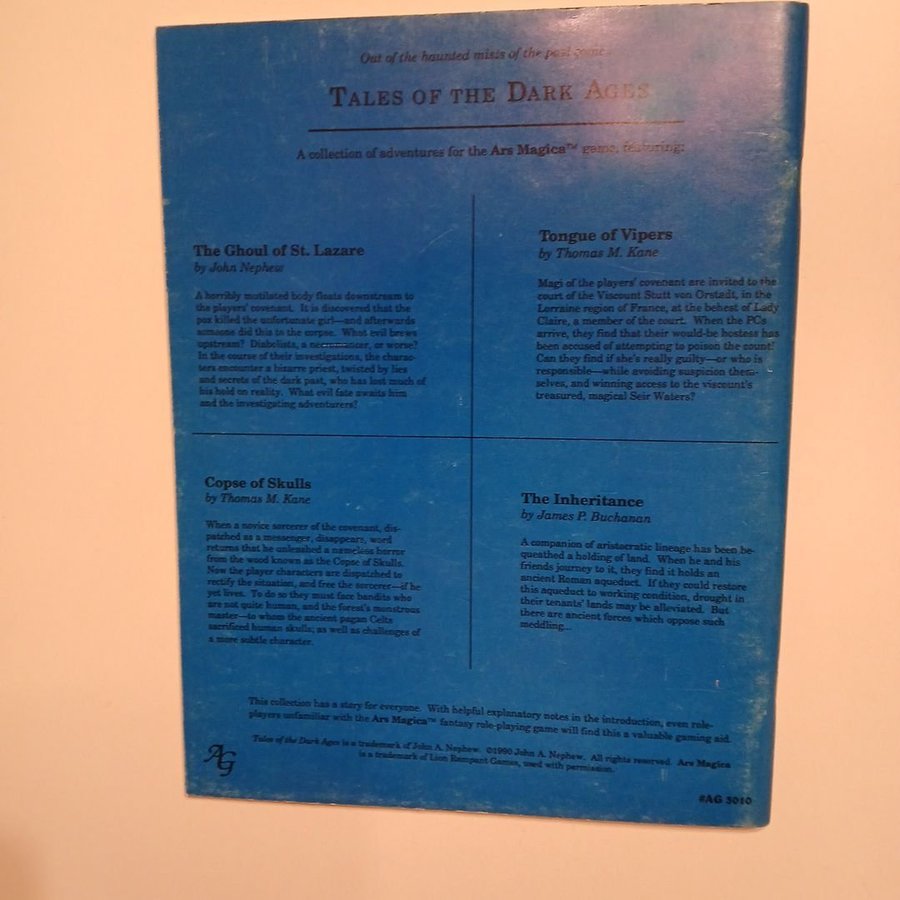 Out of the haunted mists of the past come...
TALES OF THE DARK AGES
A collection of adventures for the Ars Magica™ game, featuring:
The Ghoul of St. Lazare
by John Nephew
A horribly mutilated body floats downstream to
the players' covenant. It is discovered that the
pox killed the unfortunate girl—and afterwards
someone did this to the corpse. What evil brews
upstream? Diabolists, a necromancer, or worse?
In the course of their investigations, the charac-
ters encounter a bizarre priest, twisted by lies
and secrets of the dark past, who has lost much of
his hold on reality. What evil fate awaits him
and the investigating adventurers?
Tongue of Vipers
by Thomas M. Kane
Magi of the players' covenant are invited to the
court of the Viscount Stutt von Orstadt, in the
Lorraine region of France, at the behest of Lady
Claire, a member of the court. When the PCs
arrive, they find that their would-be hostess has
been accused of attempting to poison the count!
Can they find if she's really guilty—or who is
responsible—while avoiding suspicion them-
selves, and winning access to the viscount's
treasured, magical Seir Waters?
Copse of Skulls
by Thomas M. Kane
When a novice sorcerer of the covenant, dis-
patched as a messenger, disappears, word
returns that he unleashed a nameless horror
from the wood known as the Copse of Skulls.
Now the player characters are dispatched to
rectify the situation, and free the sorcerer—if he
yet lives. To do so they must face bandits who
are not quite human, and the forest's monstrous
master—to whom the ancient pagan Celts
sacrificed human skulls; as well as challenges of
a more subtle character.
The Inheritance
by James P. Buchanan
A companion of aristocratic lineage has been be-
queathed a holding of land. When he and his
friends journey to it, they find it holds an
ancient Roman aqueduct. If they could restore
this aqueduct to working condition, drought in
their tenants' lands may be alleviated. But
there are ancient forces which oppose such
meddling...
This collection has a story for everyone. With helpful explanatory notes in the introduction, even role-
players unfamiliar with the Ars Magica™ fantasy role-playing game will find this a valuable gaming aid.
Tales of the Dark Ages is a trademark of John A. Nephew. ©1990 John A. Nephew. All rights reserved. Ars Magica
is a trademark of Lion Rampant Games, used with permission.
AG
#AG 5010